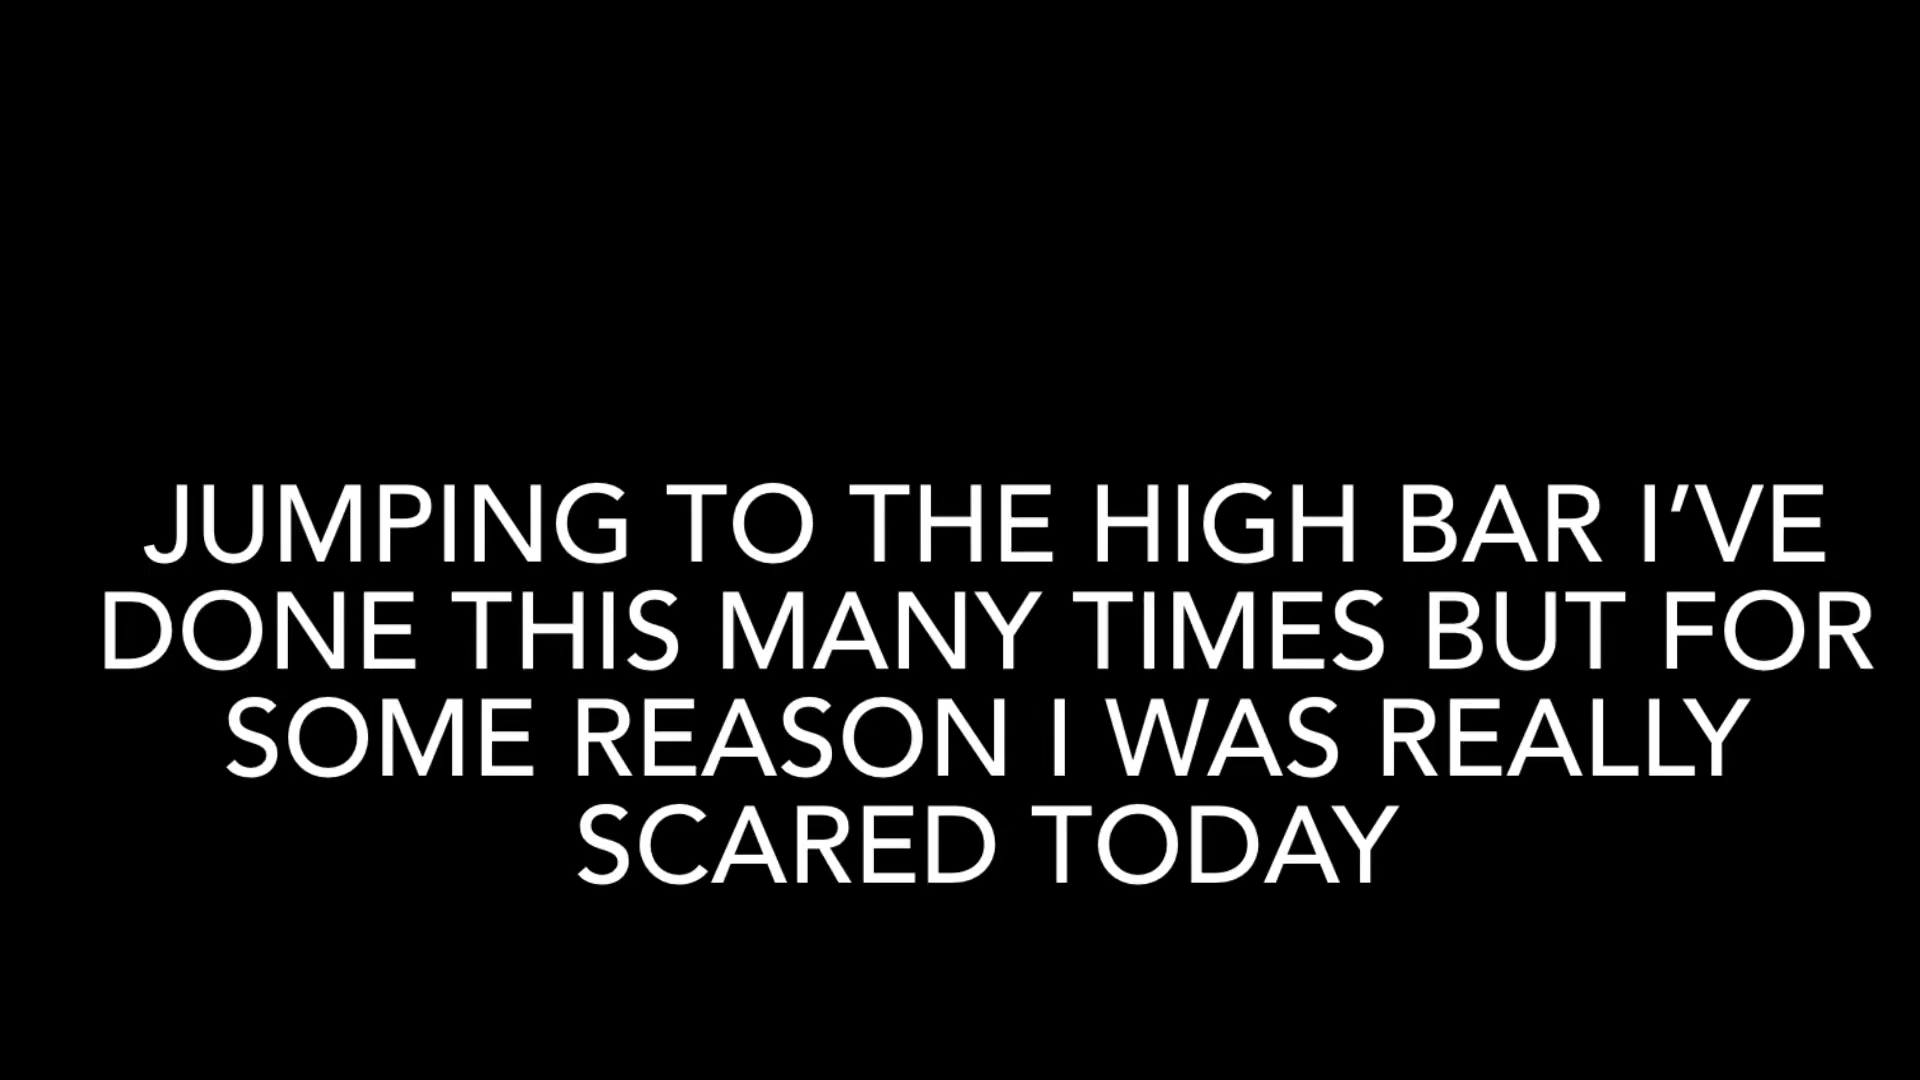 JUMPING TO THE HIGH BAR I’VE
DONE THIS MANY TIMES BUT FOR
SOME REASON I WAS REALLY
SCARED TODAY